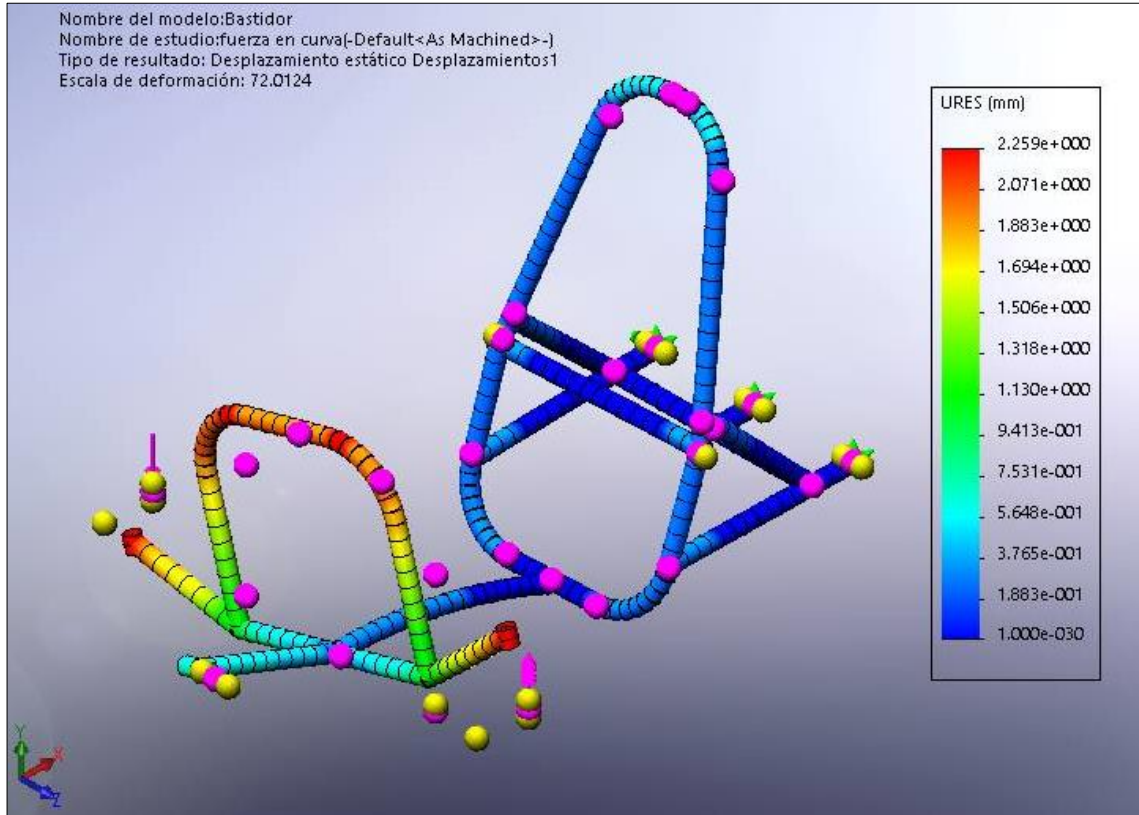 Nombre del modelo:Bastidor
Nombre de estudio:fuerza en curva(-Default<As Machined>-)
Tipo de resultado: Desplazamiento estático Desplazamientos1
Escala de deformación: 72.0124
URES (mm)
2.259e+000
2.071e+000
1.883e+000
1.694e+000
1.506e+000
1.318e+000
1.130e+000
9.413e-001
7.531e-001
5.648e-001
3.765e-001
1.883e-001
1.000e-030
Y
X
Z